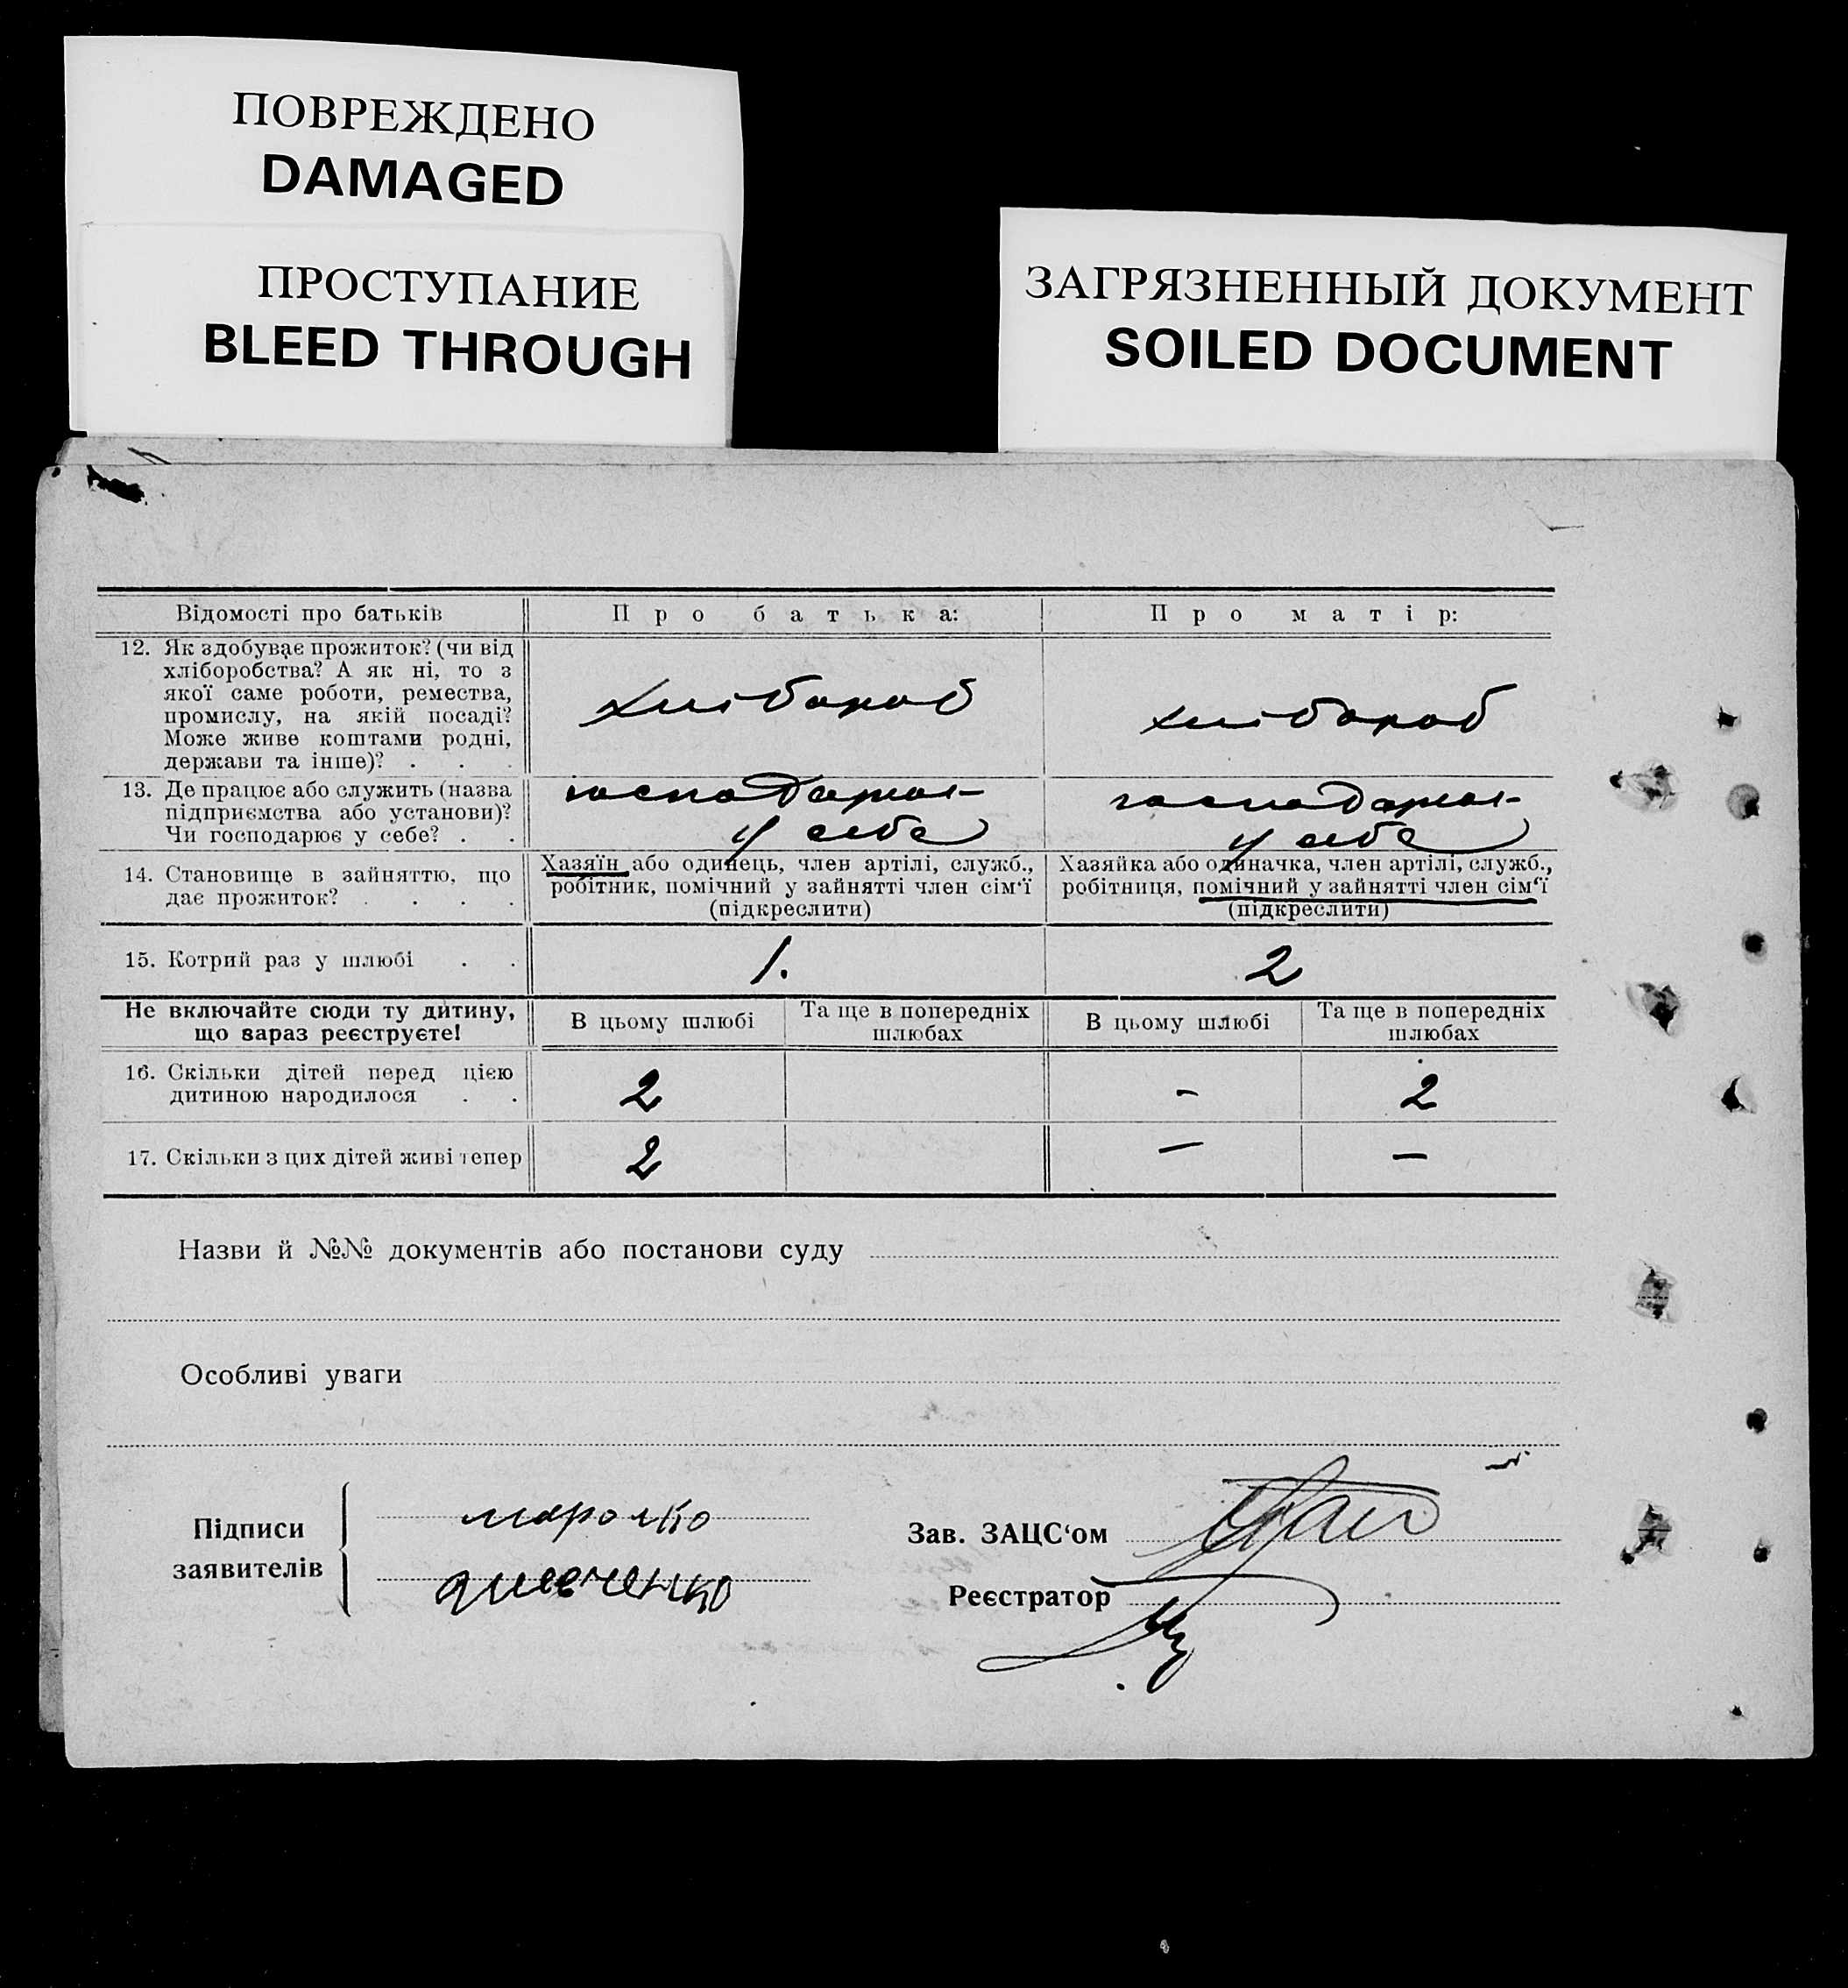 ПОВРЕЖДЕНО
DAMAGED
ПРОСТУПАНИЕ
BLEED THROUGH
ЗАГРЯЗНЕННЫЙ ДОКУМЕНТ
SOILED DOCUMENT
Відомості про батьків Про батька: Про матір:
12. Як здобуває прожиток? (чи від
хліборобства? А як ні, то з
якої саме роботи, ремества,
промислу, на якій посаді?
Може живе коштами родні,
держави та інше)? . . .
хлібороб хлібороб
13. Де працює або служить (назва
підприємства або установи)?
Чи господарює у себе? . .
господарює
у себе
господарює
у себе
14. Становище в зайняттю, що
дає прожиток? . . . .
Хазяїн або одинець, член артілі, служб.,
робітник, помічний у зайнятті член сім'ї
(підкреслити)
Хазяйка або одиначка, член артілі, служб.,
робітниця, помічний у зайнятті член сім'ї
(підкреслити)
15. Котрий раз у шлюбі . . 1. 2
Не включайте сюди ту дитину,
що зараз реєструєте!
В цьому шлюбі
Та ще в попередніх
шлюбах
В цьому шлюбі
Та ще в попередніх
шлюбах
16. Скільки дітей перед цією
дитиною народилося . .
2 - 2
17. Скільки з цих дітей живі тепер 2 — —
Назви й №№ документів або постанови суду
Особливі уваги
Підписи
заявителів
Зав. ЗАЦС'ом
Реєстратор